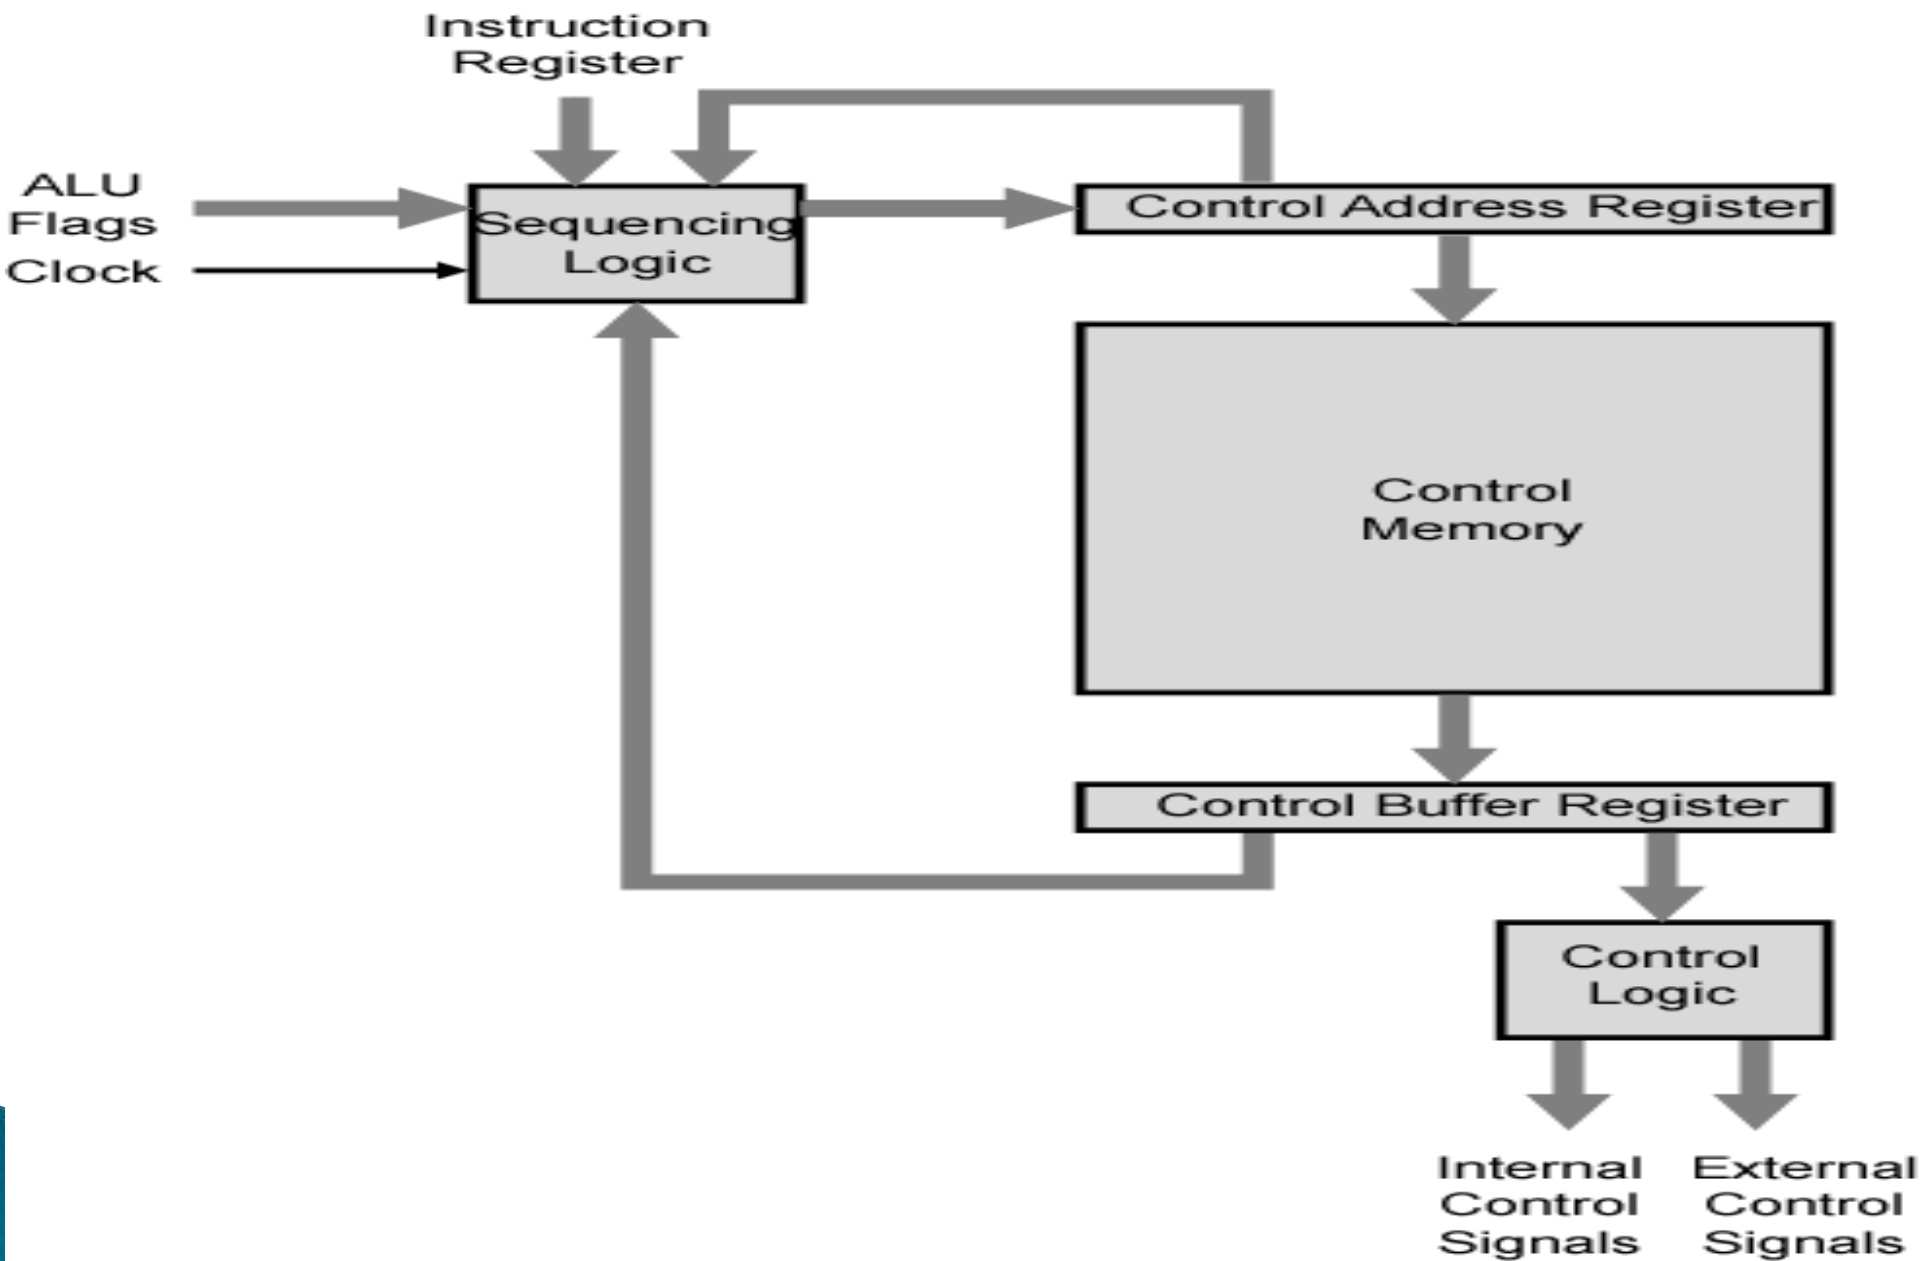 Instruction
Register
ALU
Flags
Clock
Sequencing
Logic
Control Address Register
Control
Memory
Control Buffer Register
Control
Logic
Internal
Control
Signals
External
Control
Signals